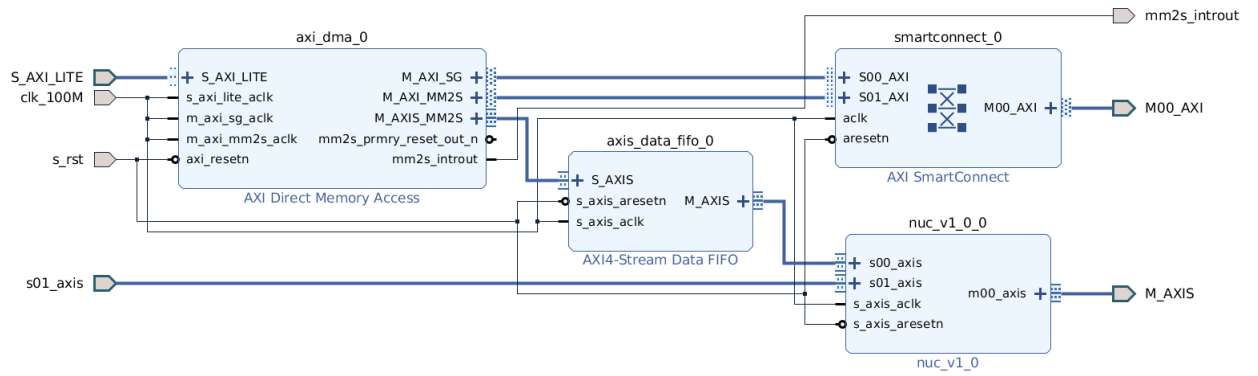 mm2s_introut
axi_dma_0
smartconnect_0
S_AXI_LITE
S_AXI_LITE
M_AXI_SG
S00_AXI
clk_100M
s_axi_lite_aclk
M_AXI_MM2S
S01_AXI
M00_AXI
M00_AXI
m_axi_sg_aclk
M_AXIS_MM2S
aclk
m_axi_mm2s_aclk
mm2s_prmry_reset_out_n
axis_data_fifo_0
aresetn
s_rst
axi_resetn
mm2s_introut
AXI SmartConnect
S_AXIS
AXI Direct Memory Access
s_axis_aresetn
M_AXIS
s_axis_aclk
nuc_v1_0_0
AXI4-Stream Data FIFO
s00_axis
s01_axis
s01_axis
m00_axis
M_AXIS
s_axis_aclk
s_axis_aresetn
nuc_v1_0